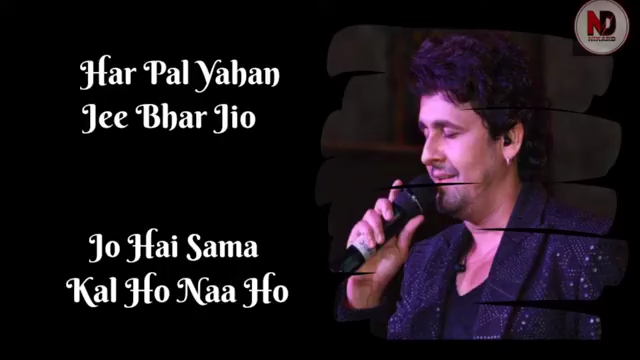 Har Pal Yahan
Jee Bhar Jio
Jo Hai Sama
Kal Ho Naa Ho
ND